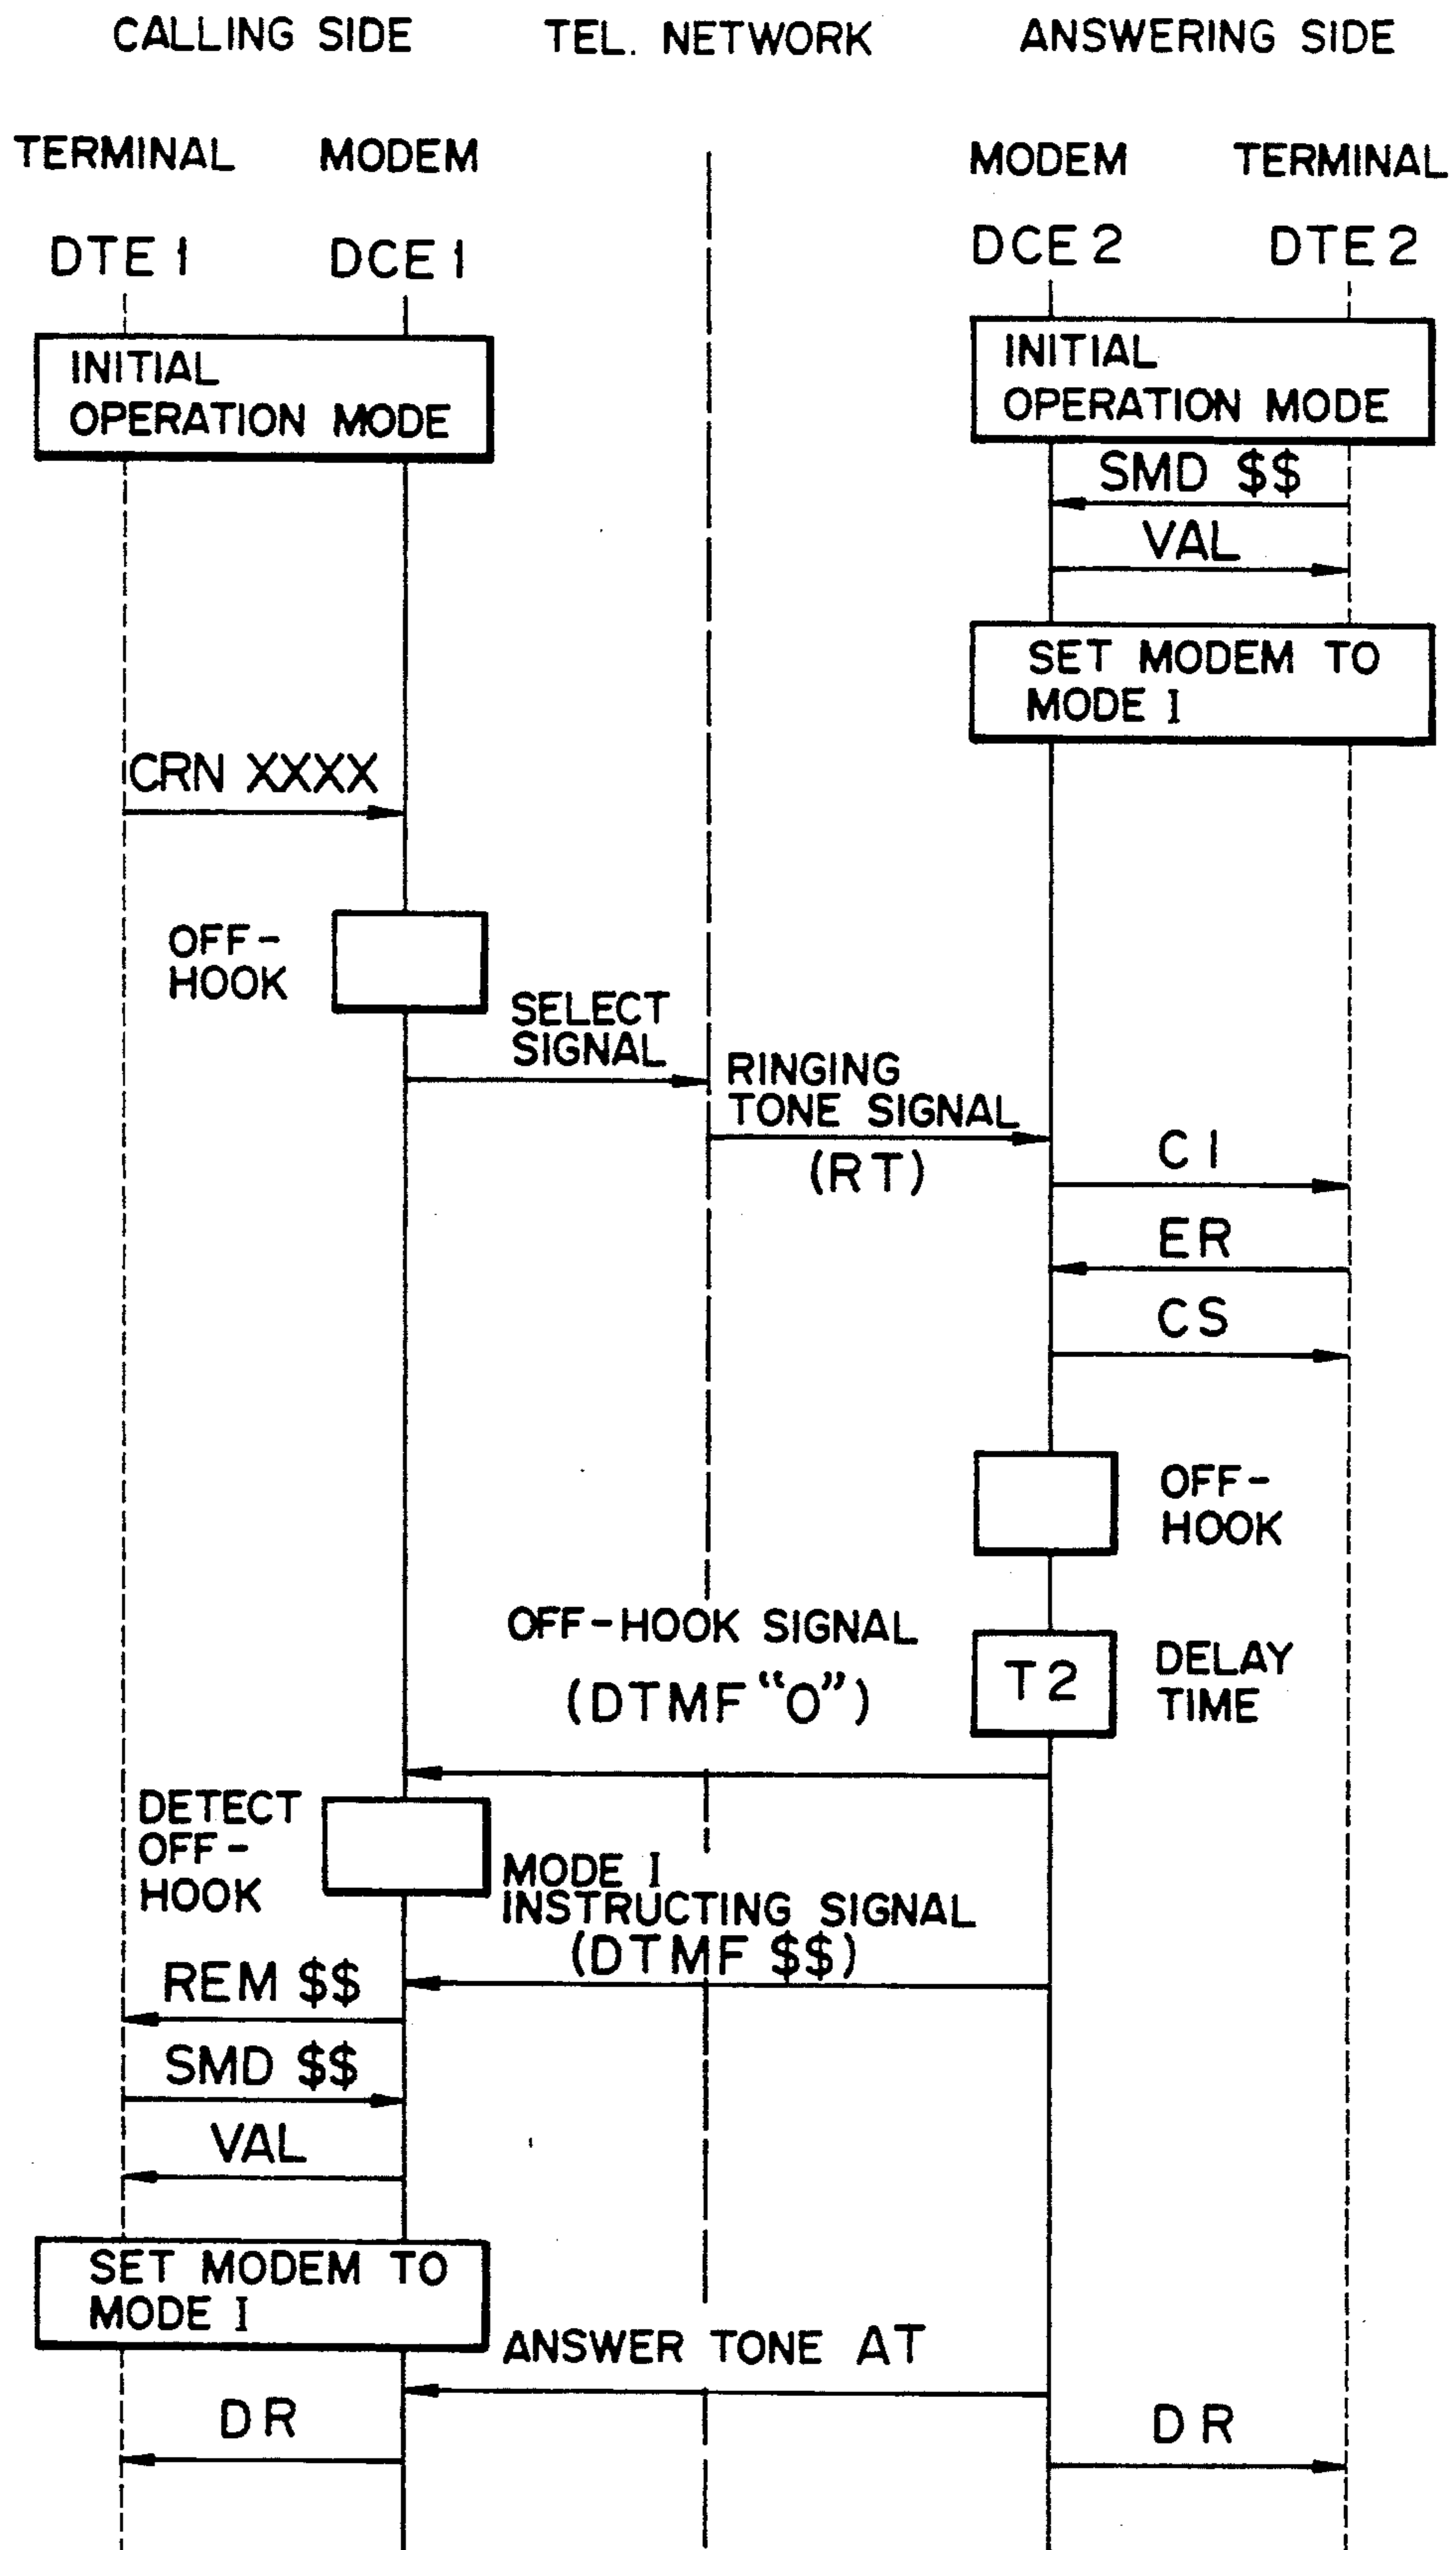 CALLING SIDE TEL. NETWORK ANSWERING SIDE
TERMINAL MODEM MODEM TERMINAL
DTE 1 DCE 1 DCE 2 DTE 2
INITIAL
OPERATION MODE
INITIAL
OPERATION MODE
SMD $$
VAL
SET MODEM TO
MODE I
CRN XXXX
OFF-
HOOK
SELECT
SIGNAL
RINGING
TONE SIGNAL
(RT)
CI
ER
CS
OFF-
HOOK
OFF-HOOK SIGNAL
(DTMF “0”)
T2
DELAY
TIME
DETECT
OFF-
HOOK
MODE I
INSTRUCTING SIGNAL
(DTMF $$)
REM $$
SMD $$
VAL
SET MODEM TO
MODE I
ANSWER TONE AT
DR
DR